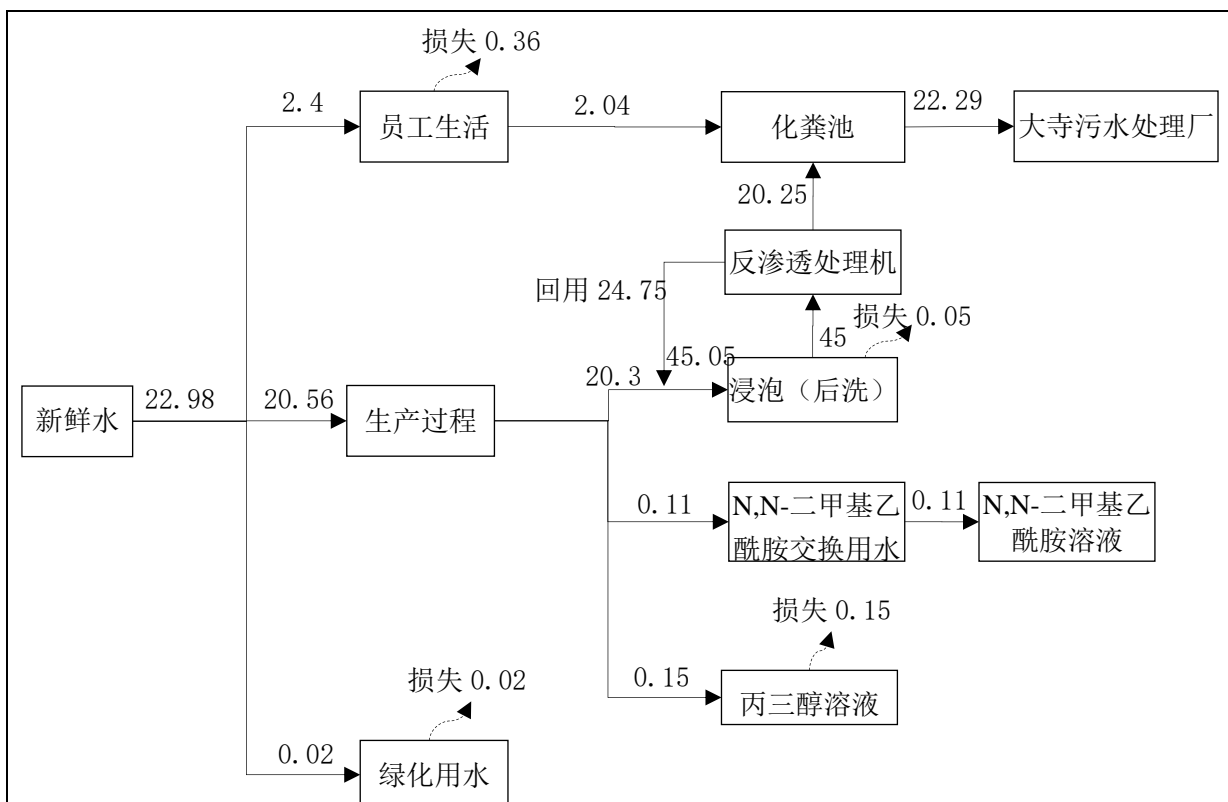 损失 0.36
2.4
员工生活
2.04
化粪池
22.29
大寺污水处理厂
20.25
反渗透处理机
回用 24.75
损失 0.05
45
45.05
20.3
浸泡（后洗）
新鲜水
22.98
20.56
生产过程
0.11
N,N-二甲基乙
酰胺交换用水
0.11
N,N-二甲基乙
酰胺溶液
损失 0.15
0.15
丙三醇溶液
损失 0.02
0.02
绿化用水